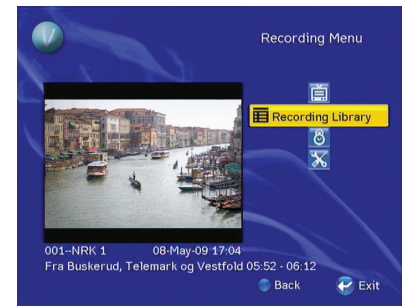 Recording Menu
Recording Library
001--NRK 1 08-May-09 17:04
Fra Buskerud, Telemark og Vestfold 05:52 - 06:12
Back Exit